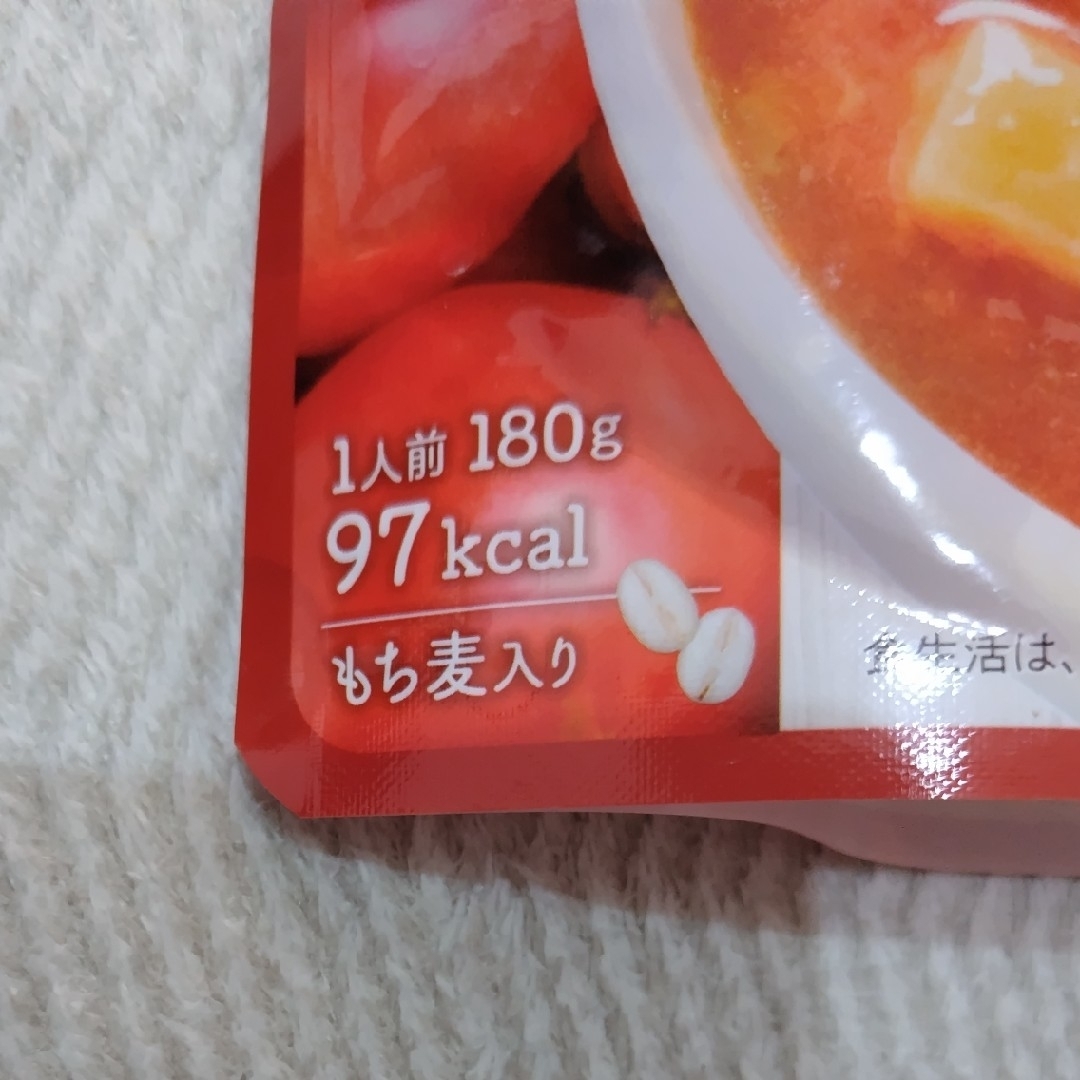 1人前 180g
97kcal
もち麦入り
食生活は、